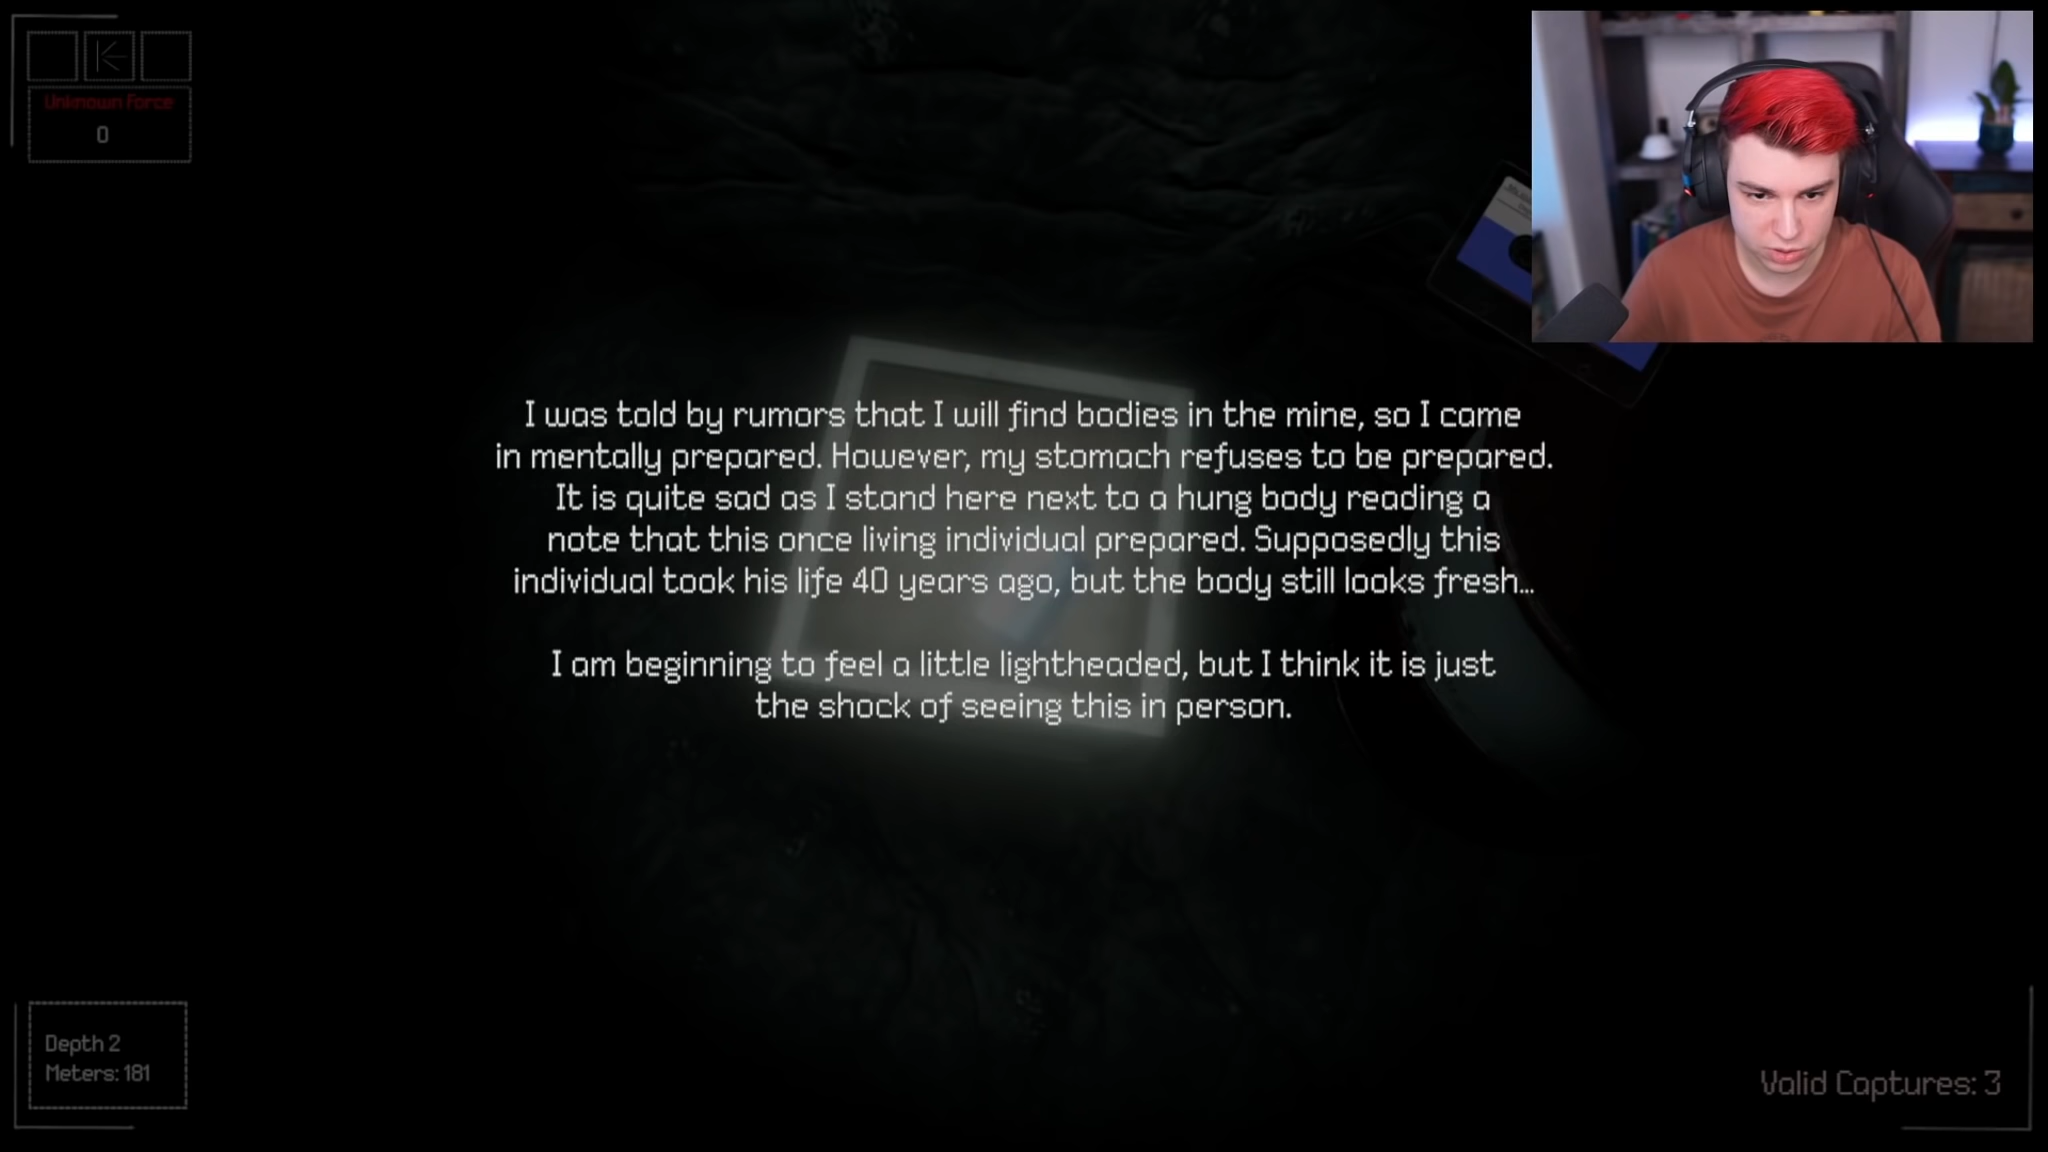 Unknown Force
0
I was told by rumors that I will find bodies in the mine, so I came
in mentally prepared. However, my stomach refuses to be prepared.
It is quite sad as I stand here next to a hung body reading a
note that this once living individual prepared. Supposedly this
individual took his life 40 years ago, but the body still looks fresh...
I am beginning to feel a little lightheaded, but I think it is just
the shock of seeing this in person.
Depth 2
Meters: 181
Valid Captures: 3